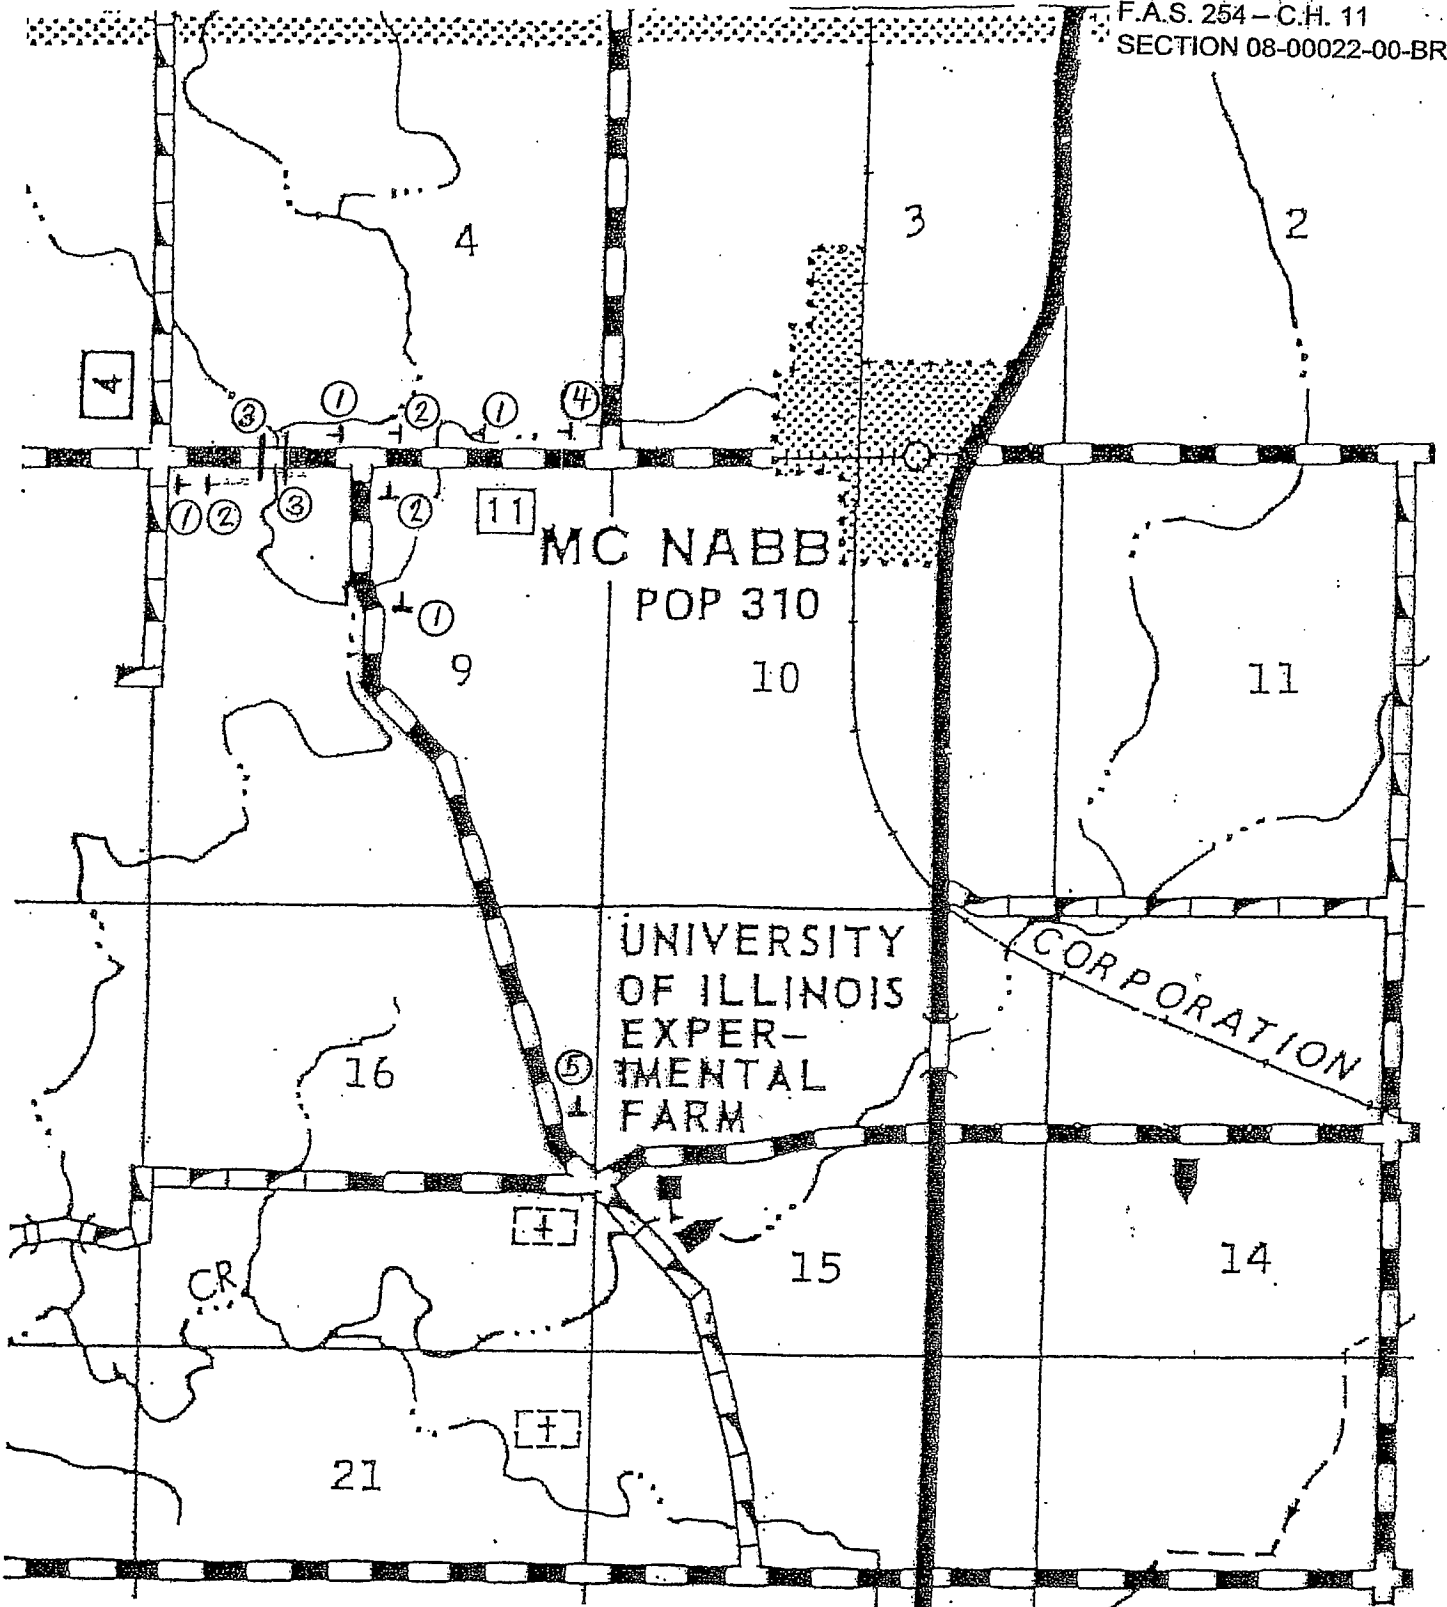 F.A.S. 254 – C.H. 11
SECTION 08-00022-00-BR
4
3
2
4
3
1
2
1
4
1
2
3
2
11
MC NABB
POP 310
1
9
10
11
UNIVERSITY
OF ILLINOIS
EXPER-
IMENTAL
FARM
CORPORATION
16
5
15
14
CR
21